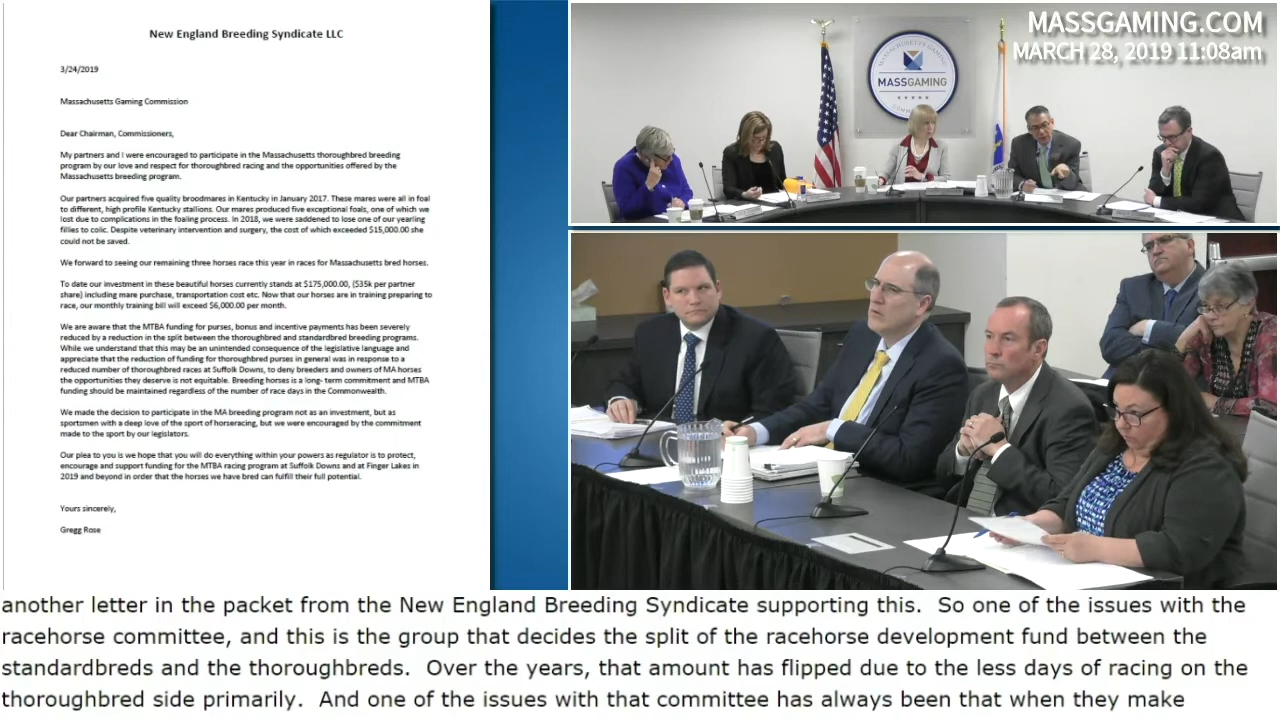 New England Breeding Syndicate LLC
3/24/2019
Massachusetts Gaming Commission
Dear Chairman, Commissioners,
My partners and I were encouraged to participate in the Massachusetts thoroughbred breeding
program by our love and respect for thoroughbred racing and the opportunities offered by the
Massachusetts breeding program.
Our partners acquired five quality broodmares in Kentucky in January 2017. These mares were all in foal
to different, high profile Kentucky stallions. Our mares produced five exceptional foals, one of which we
lost due to complications in the foaling process. In 2018, we were saddened to lose one of our yearling
fillies to colic. Despite veterinary intervention and surgery, the cost of which exceeded $15,000.00 she
could not be saved.
We forward to seeing our remaining three horses race this year in races for Massachusetts bred horses.
To date our investment in these beautiful horses currently stands at $175,000.00, ($35k per partner
share) including mare purchase, transportation cost etc. Now that our horses are in training preparing to
race, our monthly training bill will exceed $6,000.00 per month.
We are aware that the MTBA funding for purses, bonus and incentive payments has been severely
reduced by a reduction in the split between the thoroughbred and standardbred breeding programs.
While we understand that this may be an unintended consequence of the legislative language and
appreciate that the reduction of funding for thoroughbred purses in general was in response to a
reduced number of thoroughbred races at Suffolk Downs, to deny breeders and owners of MA horses
the opportunities they deserve is not equitable. Breeding horses is a long- term commitment and MTBA
funding should be maintained regardless of the number of race days in the Commonwealth.
We made the decision to participate in the MA breeding program not as an investment, but as
sportsmen with a deep love of the sport of horseracing, but we were encouraged by the commitment
made to the sport by our legislators.
Our plea to you is we hope that you will do everything within your powers as regulator is to protect,
encourage and support funding for the MTBA racing program at Suffolk Downs and at Finger Lakes in
2019 and beyond in order that the horses we have bred can fulfill their full potential.
Yours sincerely,
Gregg Rose
MASSGAMING.COM
MARCH 28, 2019 11:08am
MASSACHUSETTS GAMING
MASSGAMING
another letter in the packet from the New England Breeding Syndicate supporting this. So one of the issues with the
racehorse committee, and this is the group that decides the split of the racehorse development fund between the
standardbreds and the thoroughbreds. Over the years, that amount has flipped due to the less days of racing on the
thoroughbred side primarily. And one of the issues with that committee has always been that when they make